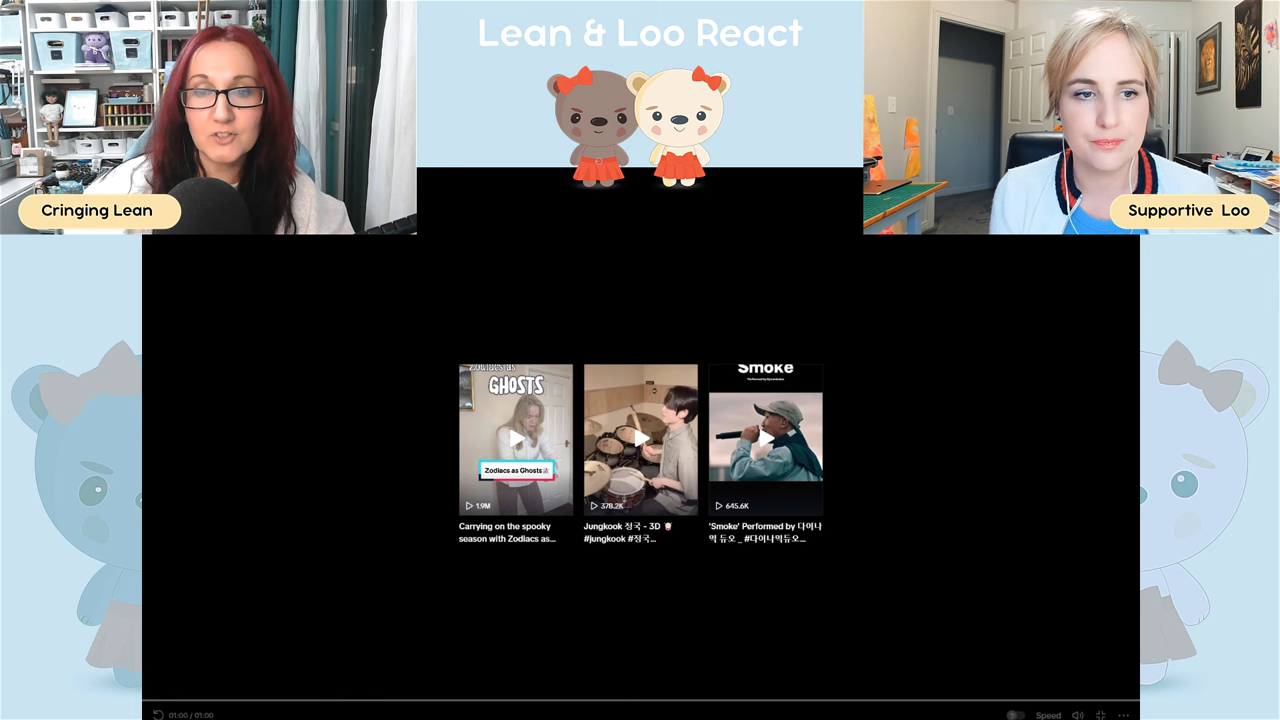 Lean & Loo React
Cringing Lean
Supportive Loo
Zodiacs as
GHOSTS
Zodiacs as Ghosts
1.9M
378.2K
Smoke
645.6K
Carrying on the spooky
season with Zodiacs as...
Jungkook 정국 - 3D
#jungkook #정국...
'Smoke' Performed by 다이나
믹 듀오 _ #다이나믹듀오...
01:00 / 01:00
Speed